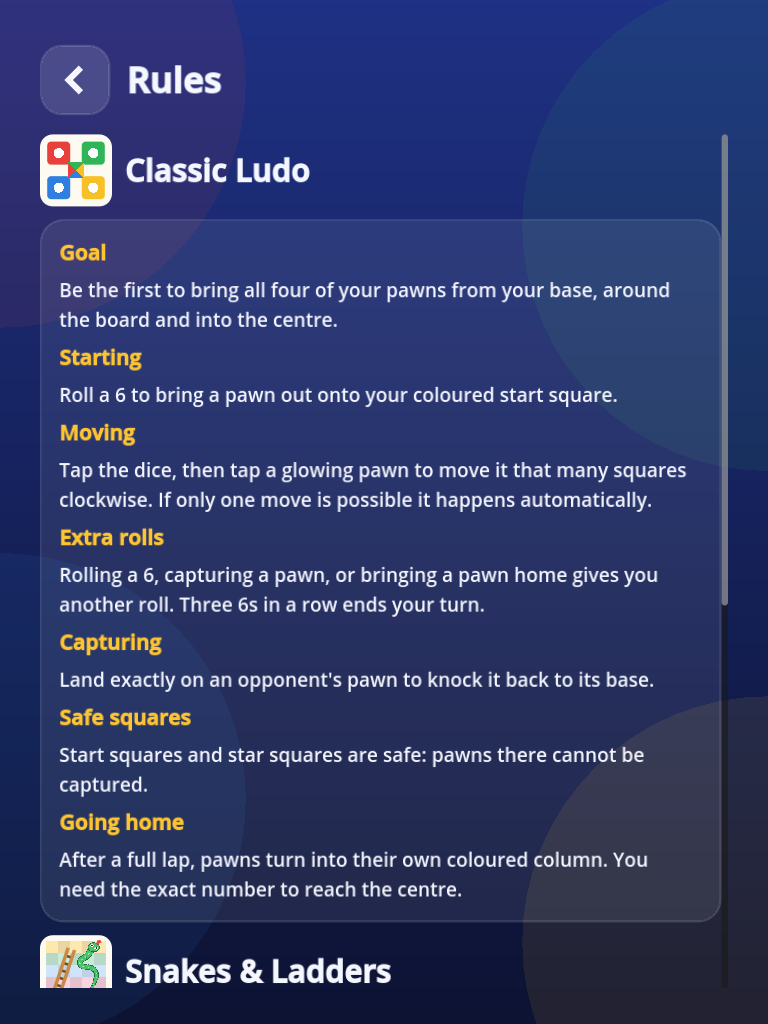 Rules
Classic Ludo
Goal
Be the first to bring all four of your pawns from your base, around
the board and into the centre.
Starting
Roll a 6 to bring a pawn out onto your coloured start square.
Moving
Tap the dice, then tap a glowing pawn to move it that many squares
clockwise. If only one move is possible it happens automatically.
Extra rolls
Rolling a 6, capturing a pawn, or bringing a pawn home gives you
another roll. Three 6s in a row ends your turn.
Capturing
Land exactly on an opponent's pawn to knock it back to its base.
Safe squares
Start squares and star squares are safe: pawns there cannot be
captured.
Going home
After a full lap, pawns turn into their own coloured column. You
need the exact number to reach the centre.
Snakes & Ladders